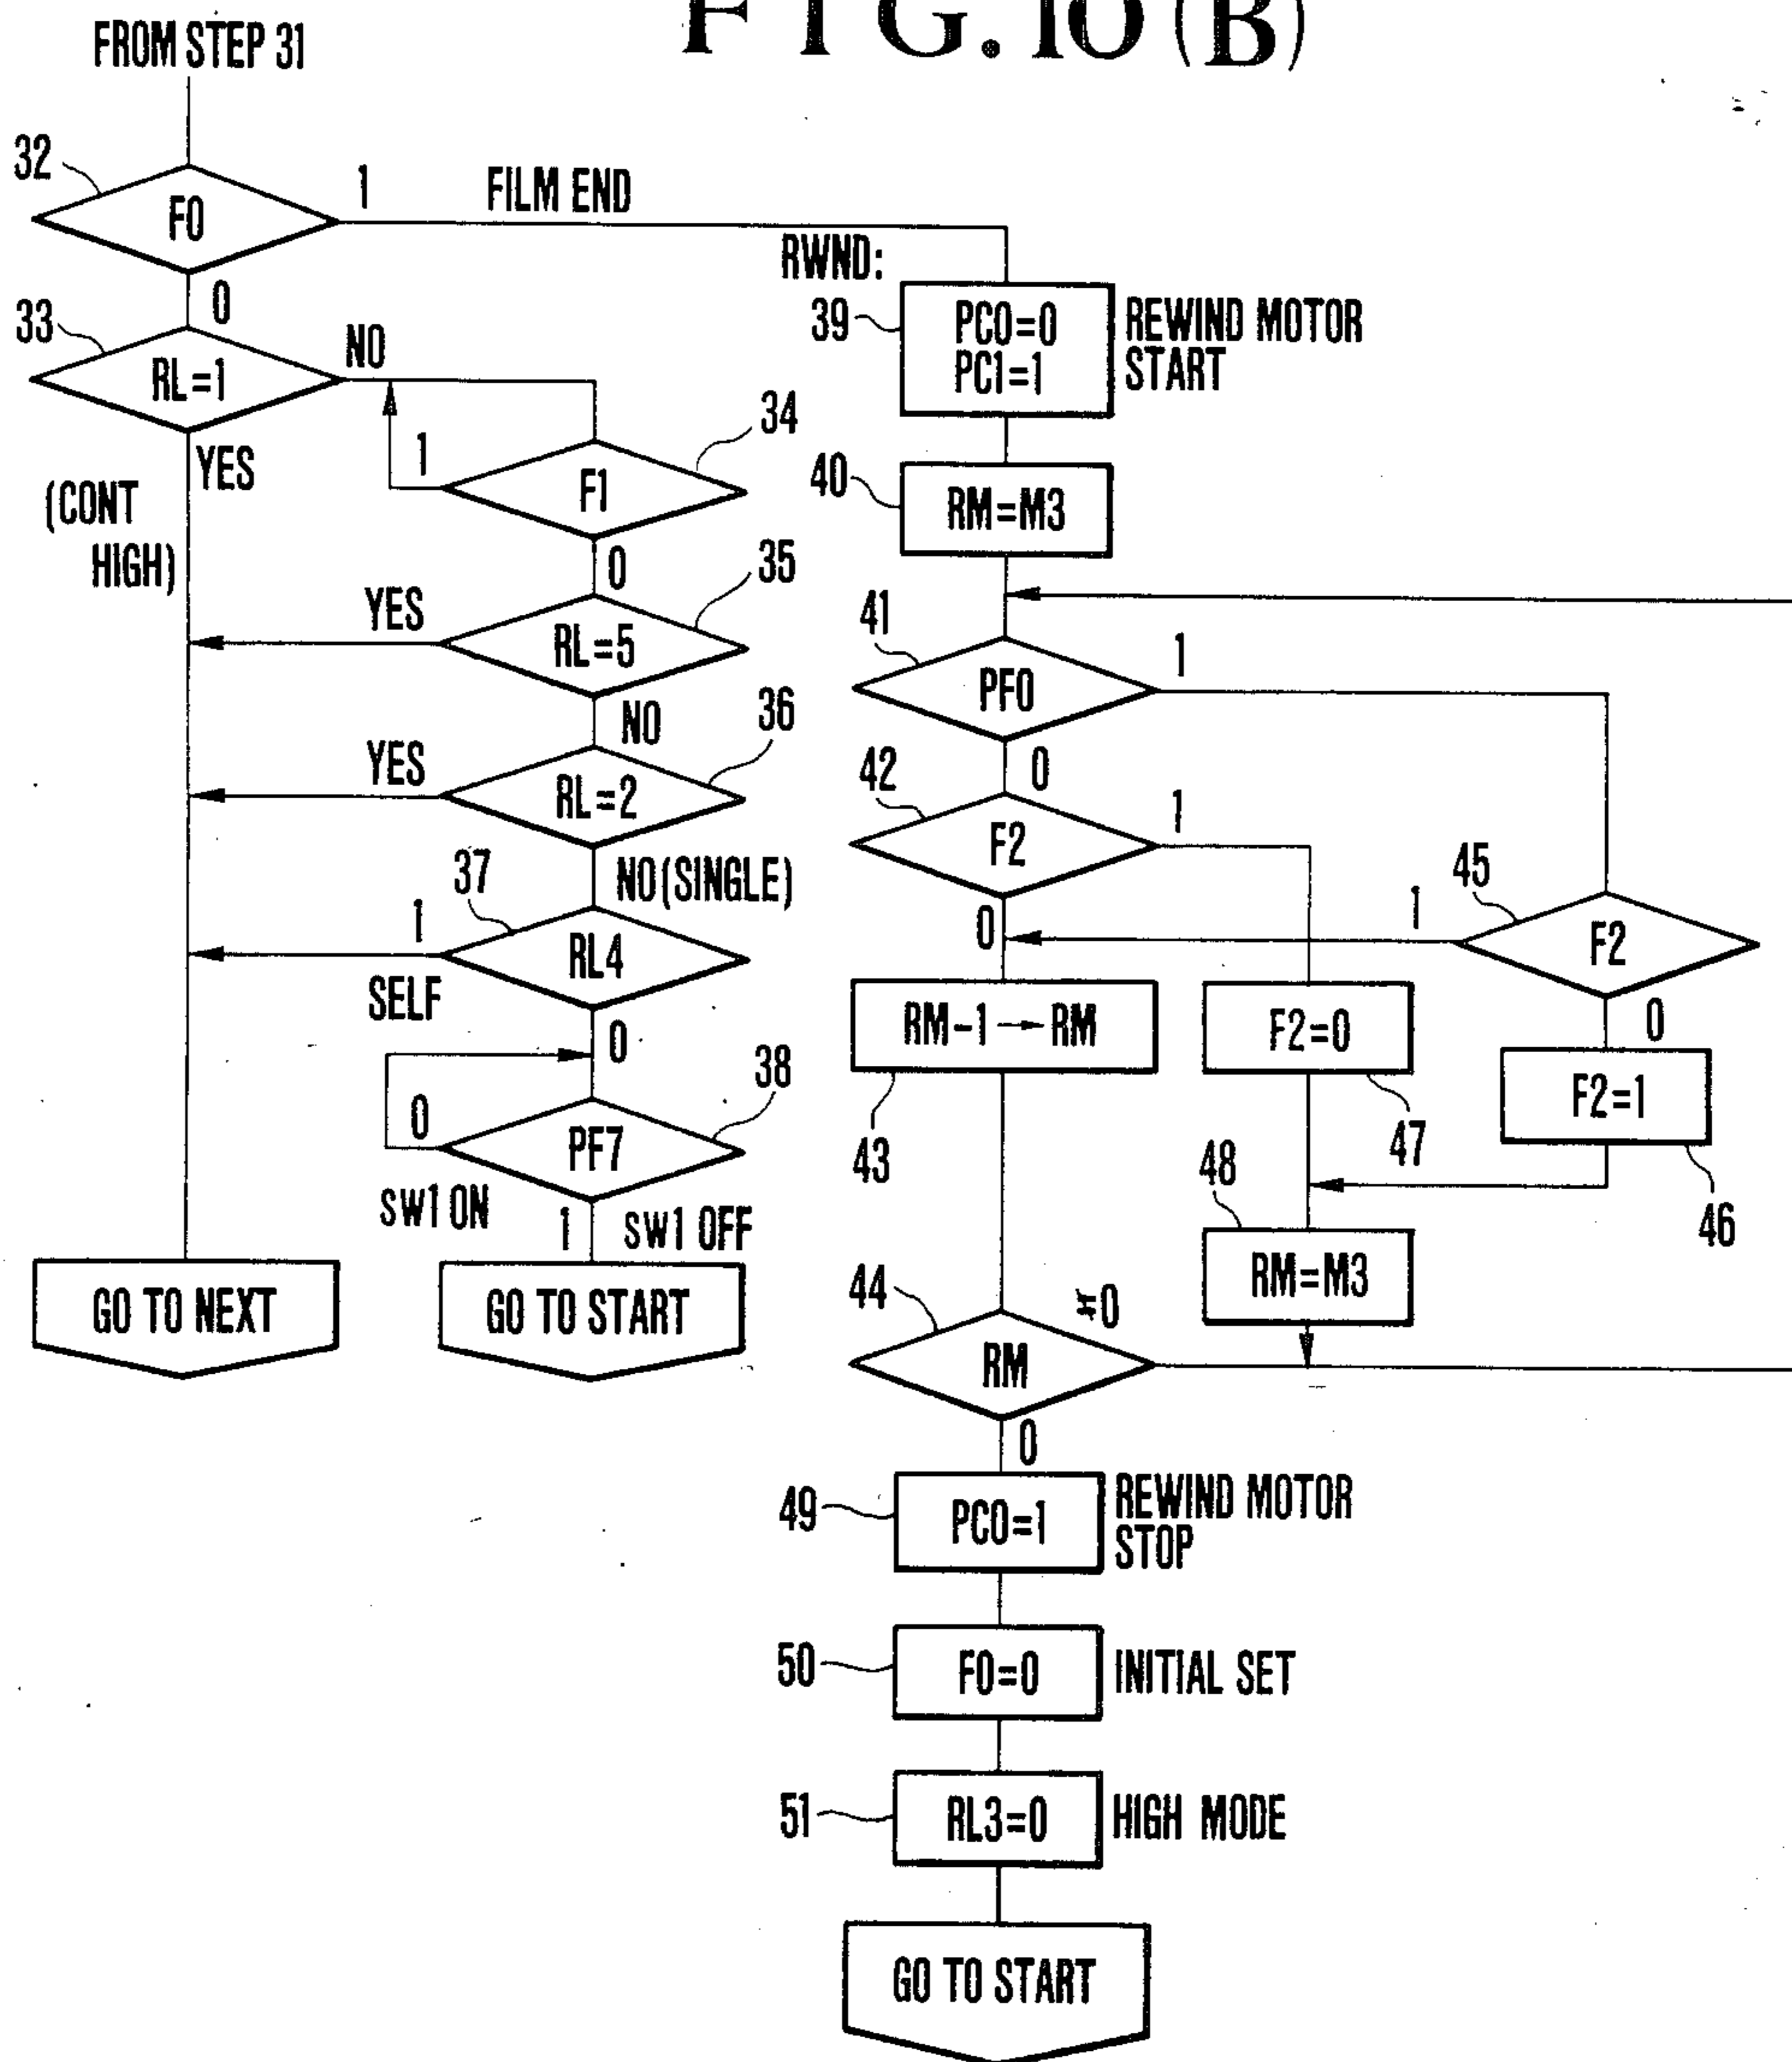 FIG. 10 (B)
FROM STEP 31
32
F0
1
FILM END
0
33
RL=1
NO
YES
(CONT
HIGH)
34
F1
1
0
35
RL=5
YES
NO
36
RL=2
YES
NO(SINGLE)
37
RL4
1
SELF
0
38
PF7
0
SW1 ON
1
SW1 OFF
GO TO NEXT
GO TO START
RWND:
39
PC0=0
PC1=1
REWIND MOTOR
START
40
RM=M3
41
PF0
1
0
42
F2
1
0
45
F2
1
0
RM-1→RM
43
F2=0
47
F2=1
46
48
RM=M3
44
RM
≠0
0
49
PC0=1
REWIND MOTOR
STOP
50
F0=0
INITIAL SET
51
RL3=0
HIGH MODE
GO TO START